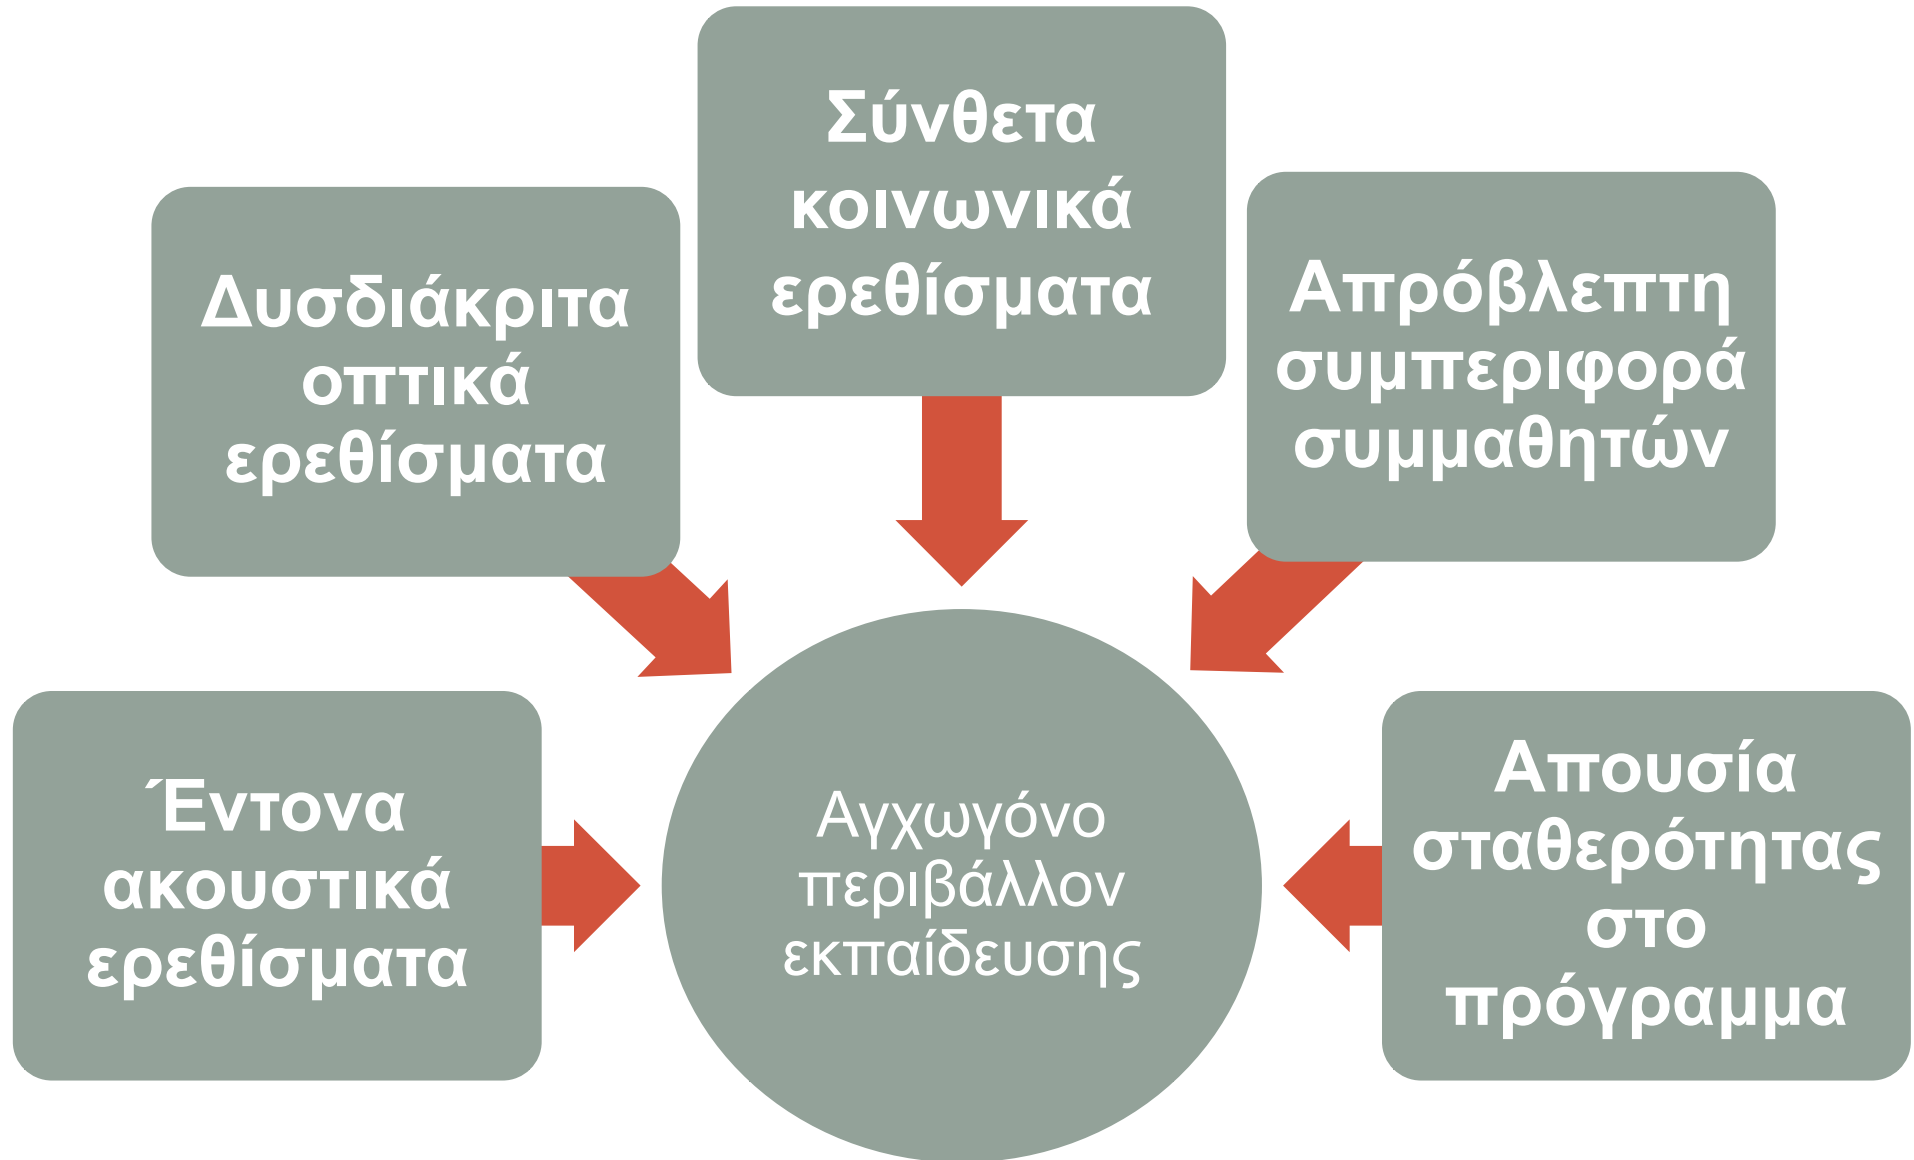 Σύνθετα
κοινωνικά
ερεθίσματα
Δυσδιάκριτα
οπτικά
ερεθίσματα
Απρόβλεπτη
συμπεριφορά
συμμαθητών
Έντονα
ακουστικά
ερεθίσματα
Αγχωγόνο
περιβάλλον
εκπαίδευσης
Απουσία
σταθερότητας
στο
πρόγραμμα